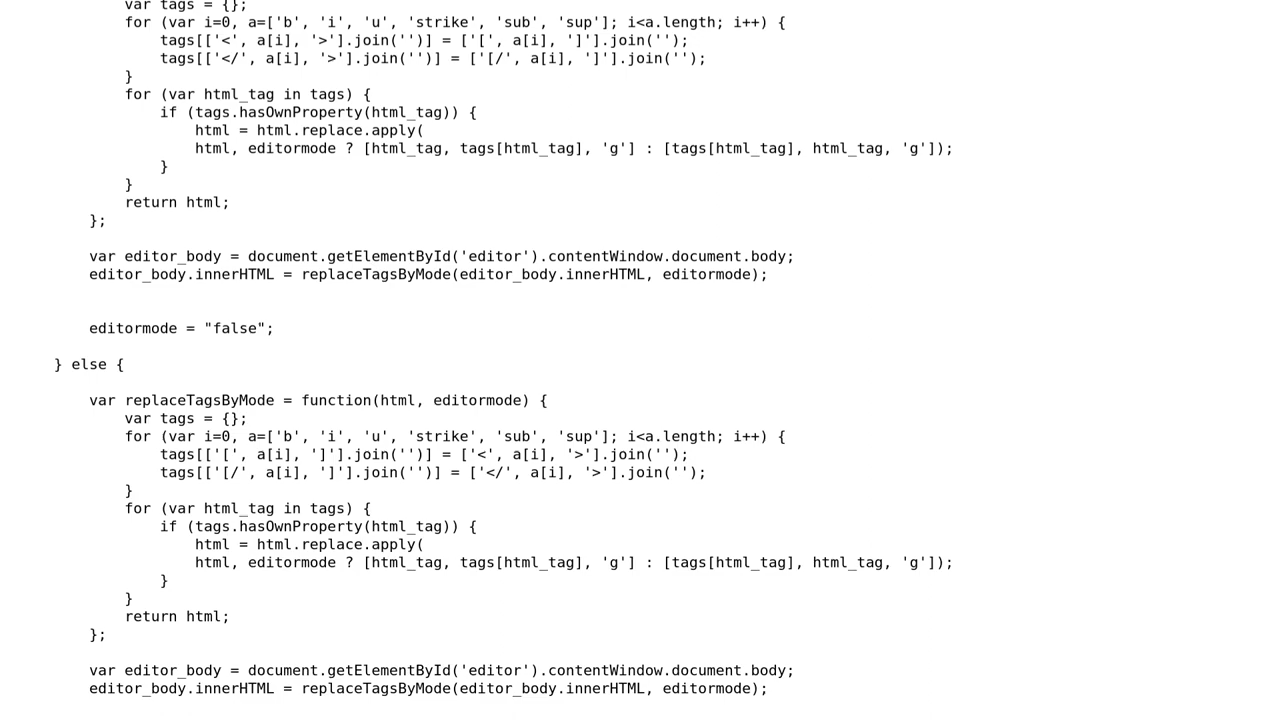 var tags = {};
for (var i=0, a=['b', 'i', 'u', 'strike', 'sub', 'sup']; i<a.length; i++) {
tags[['<', a[i], '>'].join('')] = ['[', a[i], ']'].join('');
tags[['</', a[i], '>'].join('')] = ['[/', a[i], ']'].join('');
}
for (var html_tag in tags) {
if (tags.hasOwnProperty(html_tag)) {
html = html.replace.apply(
html, editormode ? [html_tag, tags[html_tag], 'g'] : [tags[html_tag], html_tag, 'g']);
}
}
return html;
};
var editor_body = document.getElementById('editor').contentWindow.document.body;
editor_body.innerHTML = replaceTagsByMode(editor_body.innerHTML, editormode);
editormode = "false";
} else {
var replaceTagsByMode = function(html, editormode) {
var tags = {};
for (var i=0, a=['b', 'i', 'u', 'strike', 'sub', 'sup']; i<a.length; i++) {
tags[['[', a[i], ']'].join('')] = ['<', a[i], '>'].join('');
tags[['[/', a[i], ']'].join('')] = ['</', a[i], '>'].join('');
}
for (var html_tag in tags) {
if (tags.hasOwnProperty(html_tag)) {
html = html.replace.apply(
html, editormode ? [html_tag, tags[html_tag], 'g'] : [tags[html_tag], html_tag, 'g']);
}
}
return html;
};
var editor_body = document.getElementById('editor').contentWindow.document.body;
editor_body.innerHTML = replaceTagsByMode(editor_body.innerHTML, editormode);